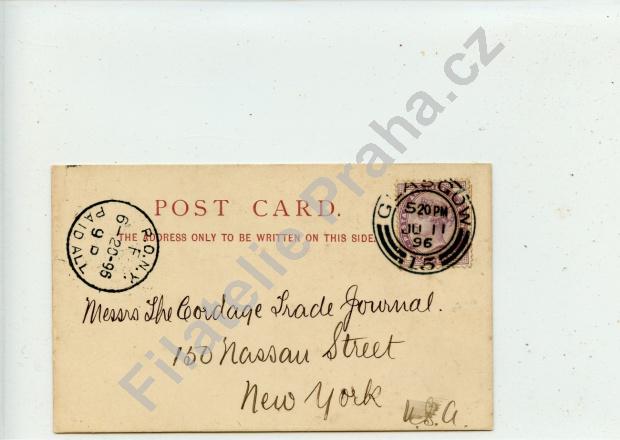 POST CARD.
THE ADDRESS ONLY TO BE WRITTEN ON THIS SIDE.
GLASGOW
5 20 PM
JU 11
96
15
P.O.N.Y.
6-20-96
9 D
PAID ALL
Messrs The Cordage Trade Journal.
150 Nassau Street
New York
U.S.A.
Filatelie Praha.cz